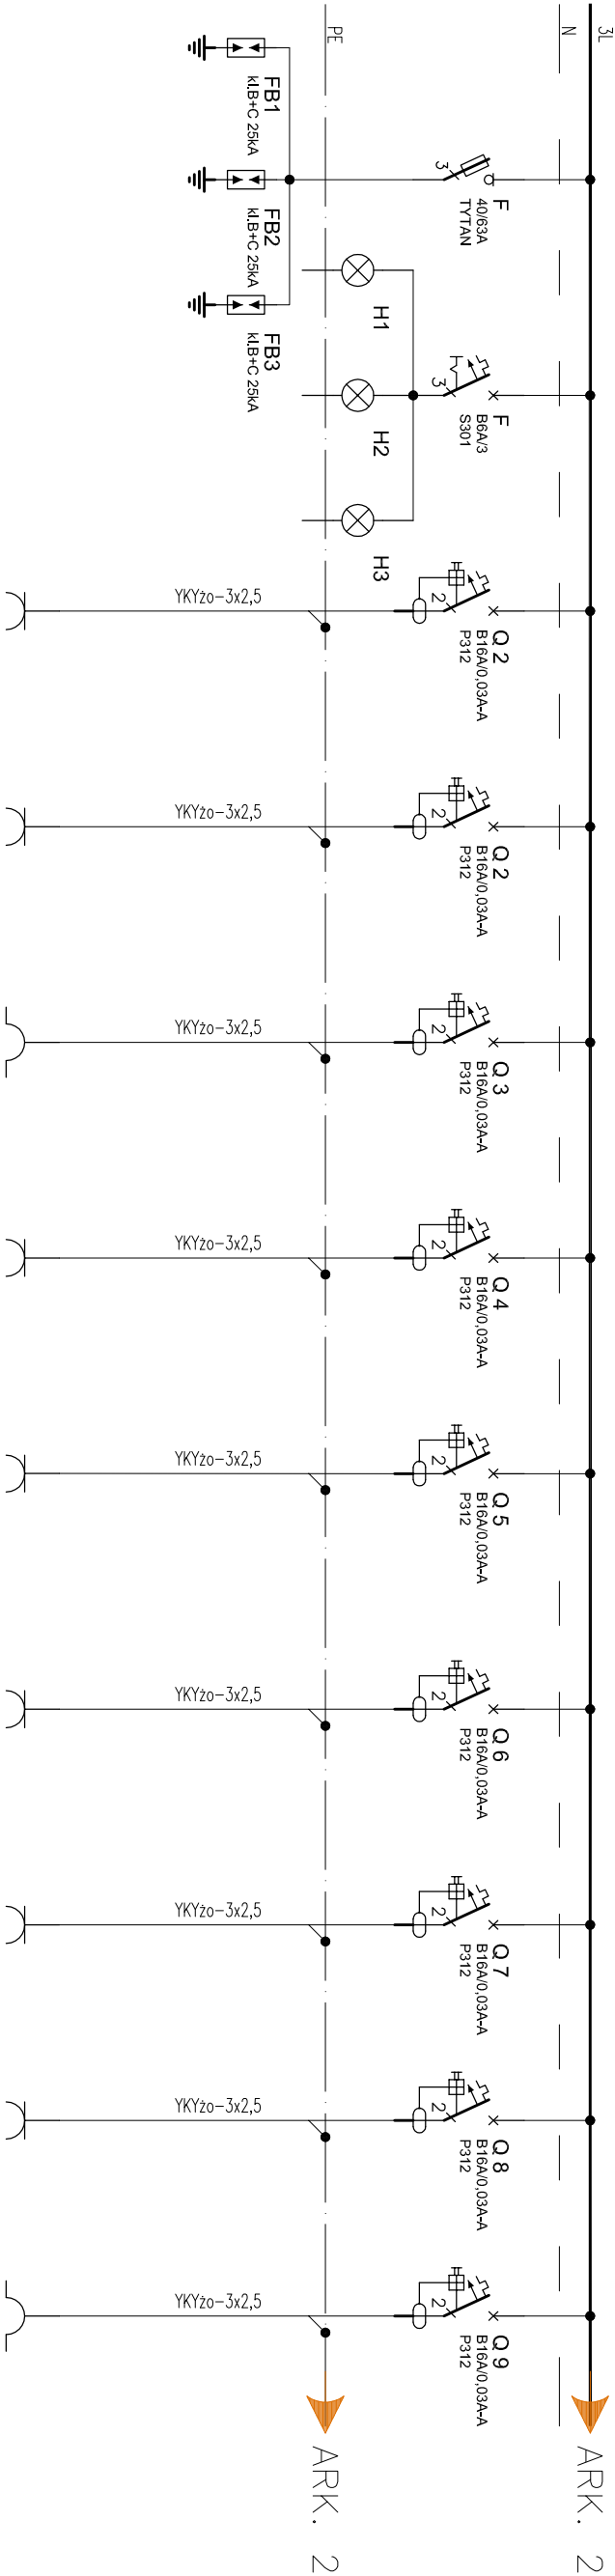 3L
N
PE
F
40/63A
TYTAN
3
FB1
kl.B+C 25kA
FB2
kl.B+C 25kA
FB3
kl.B+C 25kA
F
B6A/3
S301
3
H1
H2
H3
Q 2
B16A/0,03A-A
P312
2
YKYżo-3x2,5
Q 2
B16A/0,03A-A
P312
2
YKYżo-3x2,5
Q 3
B16A/0,03A-A
P312
2
YKYżo-3x2,5
Q 4
B16A/0,03A-A
P312
2
YKYżo-3x2,5
Q 5
B16A/0,03A-A
P312
2
YKYżo-3x2,5
Q 6
B16A/0,03A-A
P312
2
YKYżo-3x2,5
Q 7
B16A/0,03A-A
P312
2
YKYżo-3x2,5
Q 8
B16A/0,03A-A
P312
2
YKYżo-3x2,5
Q 9
B16A/0,03A-A
P312
2
YKYżo-3x2,5
ARK. 2
ARK. 2